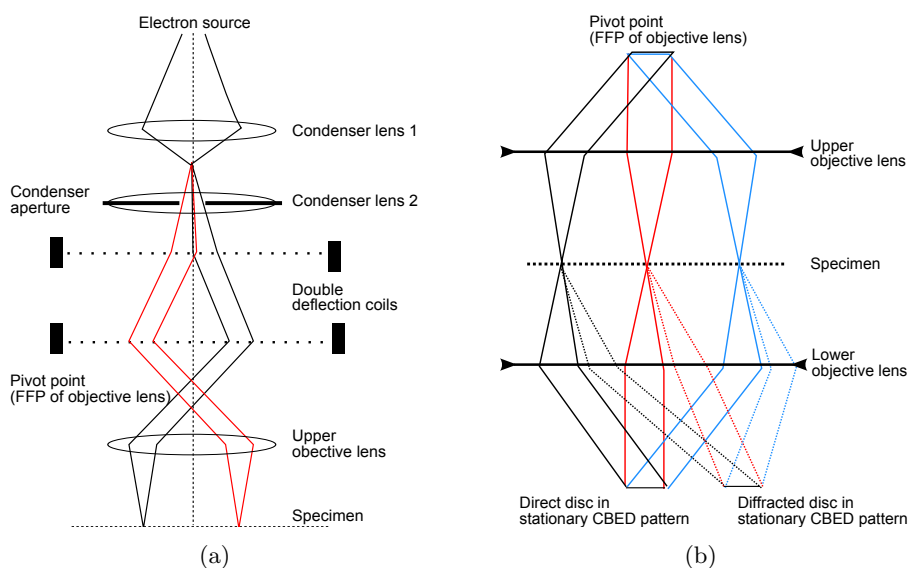 Electron source
Condenser lens 1
Condenser
aperture
Condenser lens 2
Double
deflection coils
Pivot point
(FFP of objective lens)
Upper
obective lens
Specimen
(a)
Pivot point
(FFP of objective lens)
Upper
objective lens
Specimen
Lower
objective lens
Direct disc in
stationary CBED pattern
Diffracted disc in
stationary CBED pattern
(b)